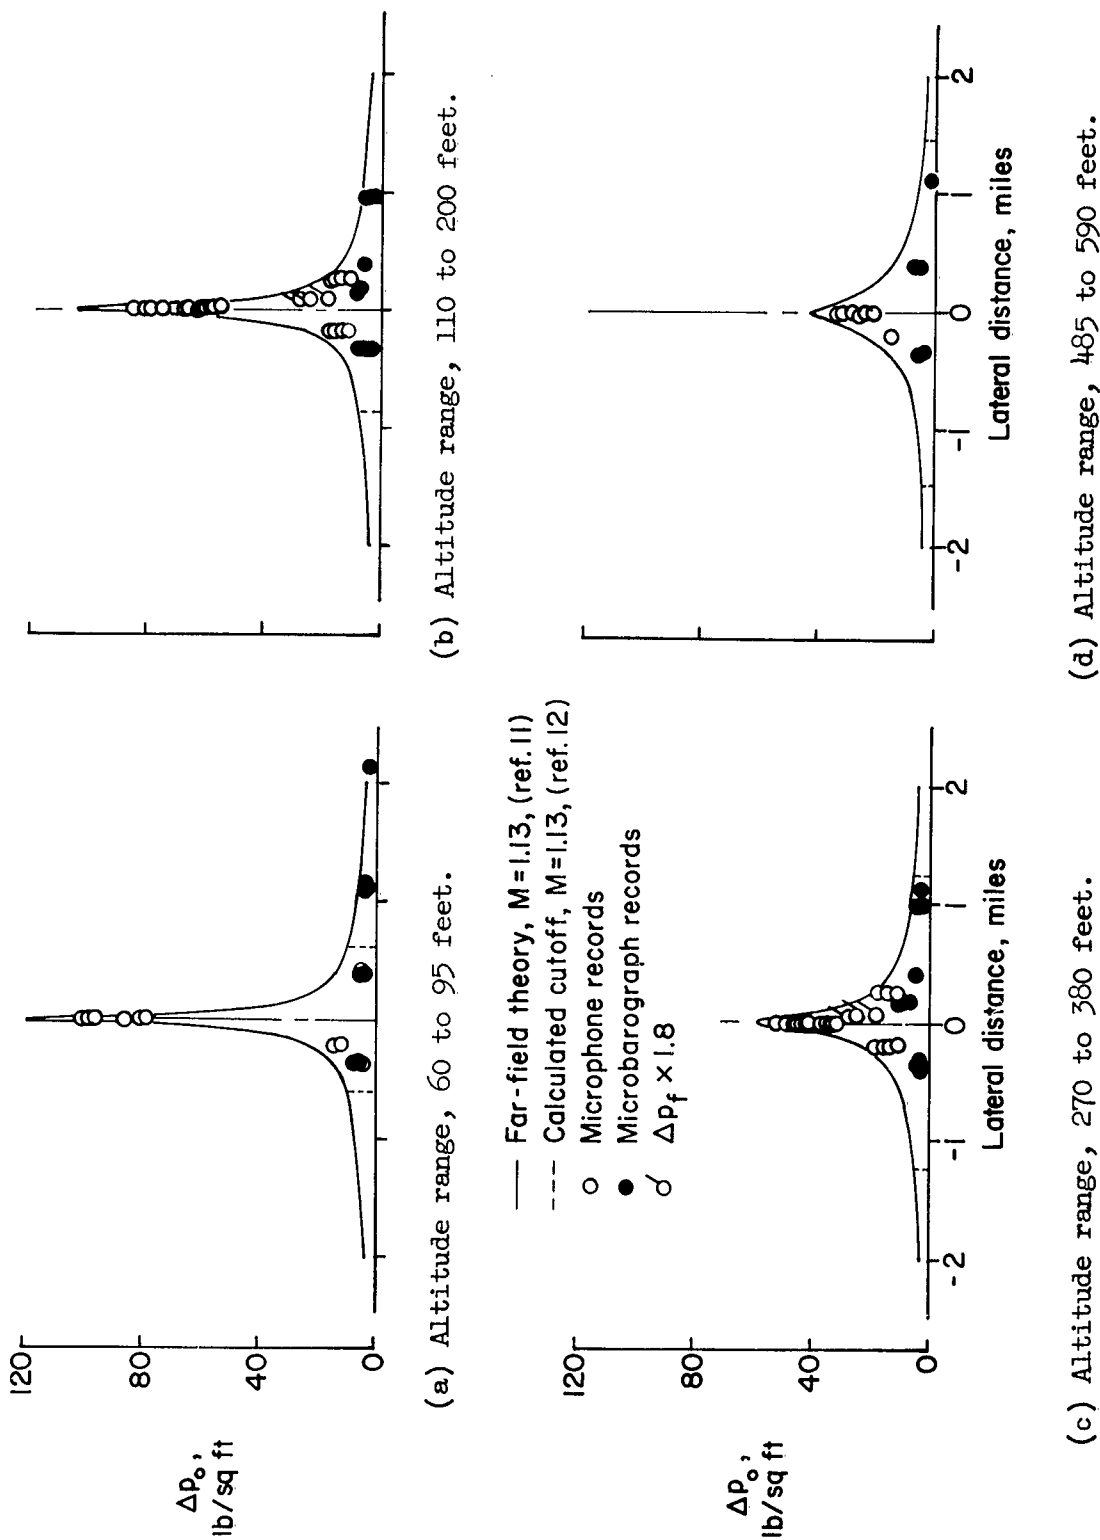 120
80
40
0
Δp₀,
lb/sq ft
(a) Altitude range, 60 to 95 feet.
(b) Altitude range, 110 to 200 feet.
Far-field theory, M=1.13, (ref. 11)
Calculated cutoff, M=1.13, (ref. 12)
Microphone records
Microbarograph records
Δp_f × 1.8
120
80
40
0
Δp₀,
lb/sq ft
-2 -1 0 1 2
Lateral distance, miles
-2 -1 0 1 2
Lateral distance, miles
(c) Altitude range, 270 to 380 feet.
(d) Altitude range, 485 to 590 feet.